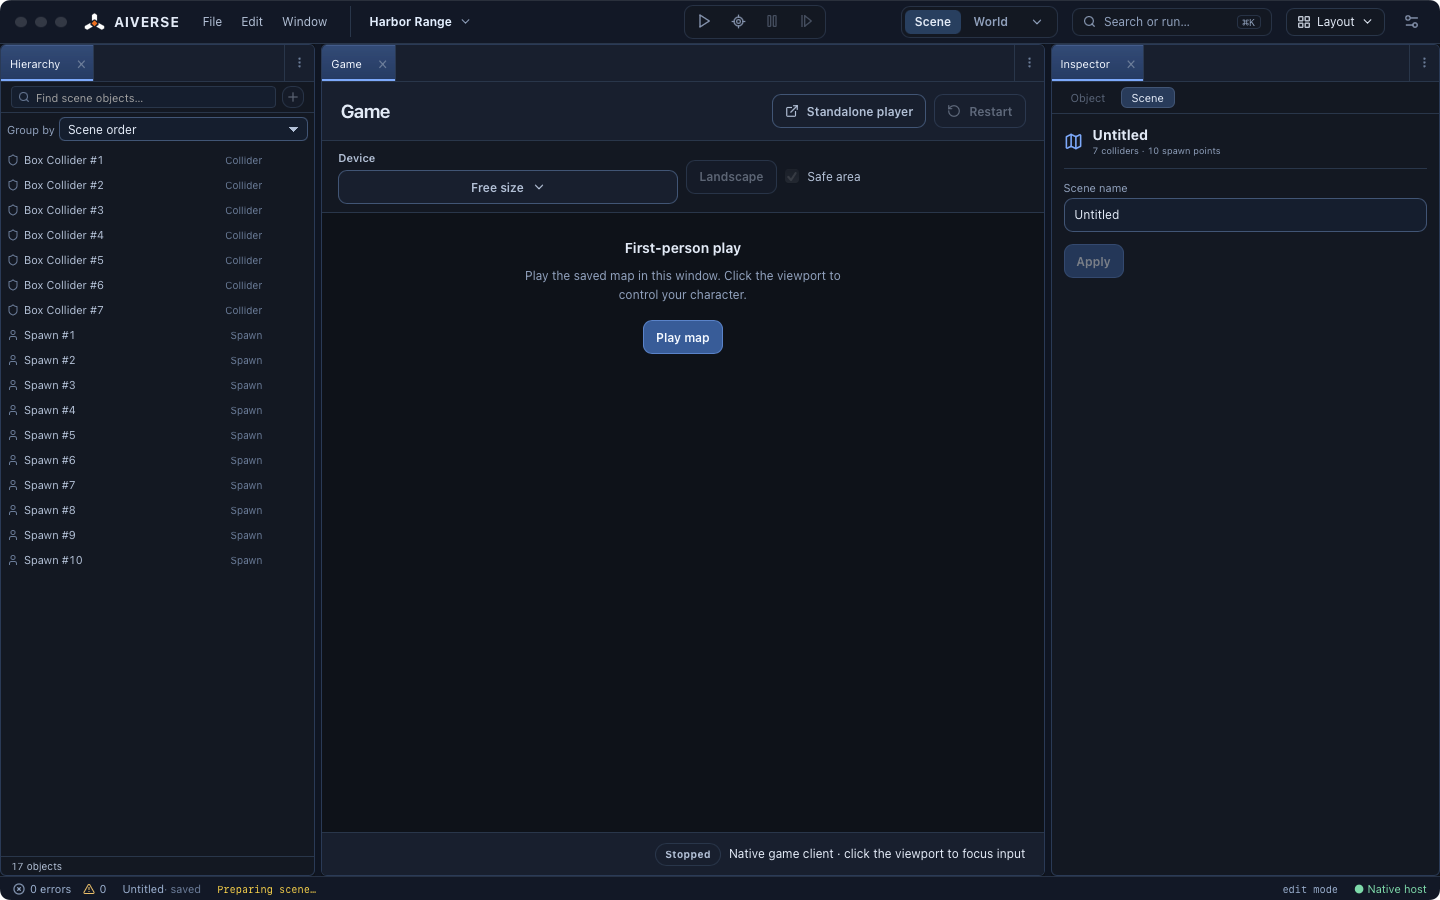 AIVERSE File Edit Window Harbor Range Scene World Search or run... ⌘K Layout
Hierarchy
Find scene objects...
Group by Scene order
Box Collider #1 Collider
Box Collider #2 Collider
Box Collider #3 Collider
Box Collider #4 Collider
Box Collider #5 Collider
Box Collider #6 Collider
Box Collider #7 Collider
Spawn #1 Spawn
Spawn #2 Spawn
Spawn #3 Spawn
Spawn #4 Spawn
Spawn #5 Spawn
Spawn #6 Spawn
Spawn #7 Spawn
Spawn #8 Spawn
Spawn #9 Spawn
Spawn #10 Spawn
17 objects
Game
Game Standalone player Restart
Device
Free size Landscape Safe area
First-person play
Play the saved map in this window. Click the viewport to
control your character.
Play map
Stopped Native game client · click the viewport to focus input
Inspector
Object Scene
Untitled
7 colliders · 10 spawn points
Scene name
Untitled
Apply
0 errors 0 Untitled · saved Preparing scene… edit mode Native host